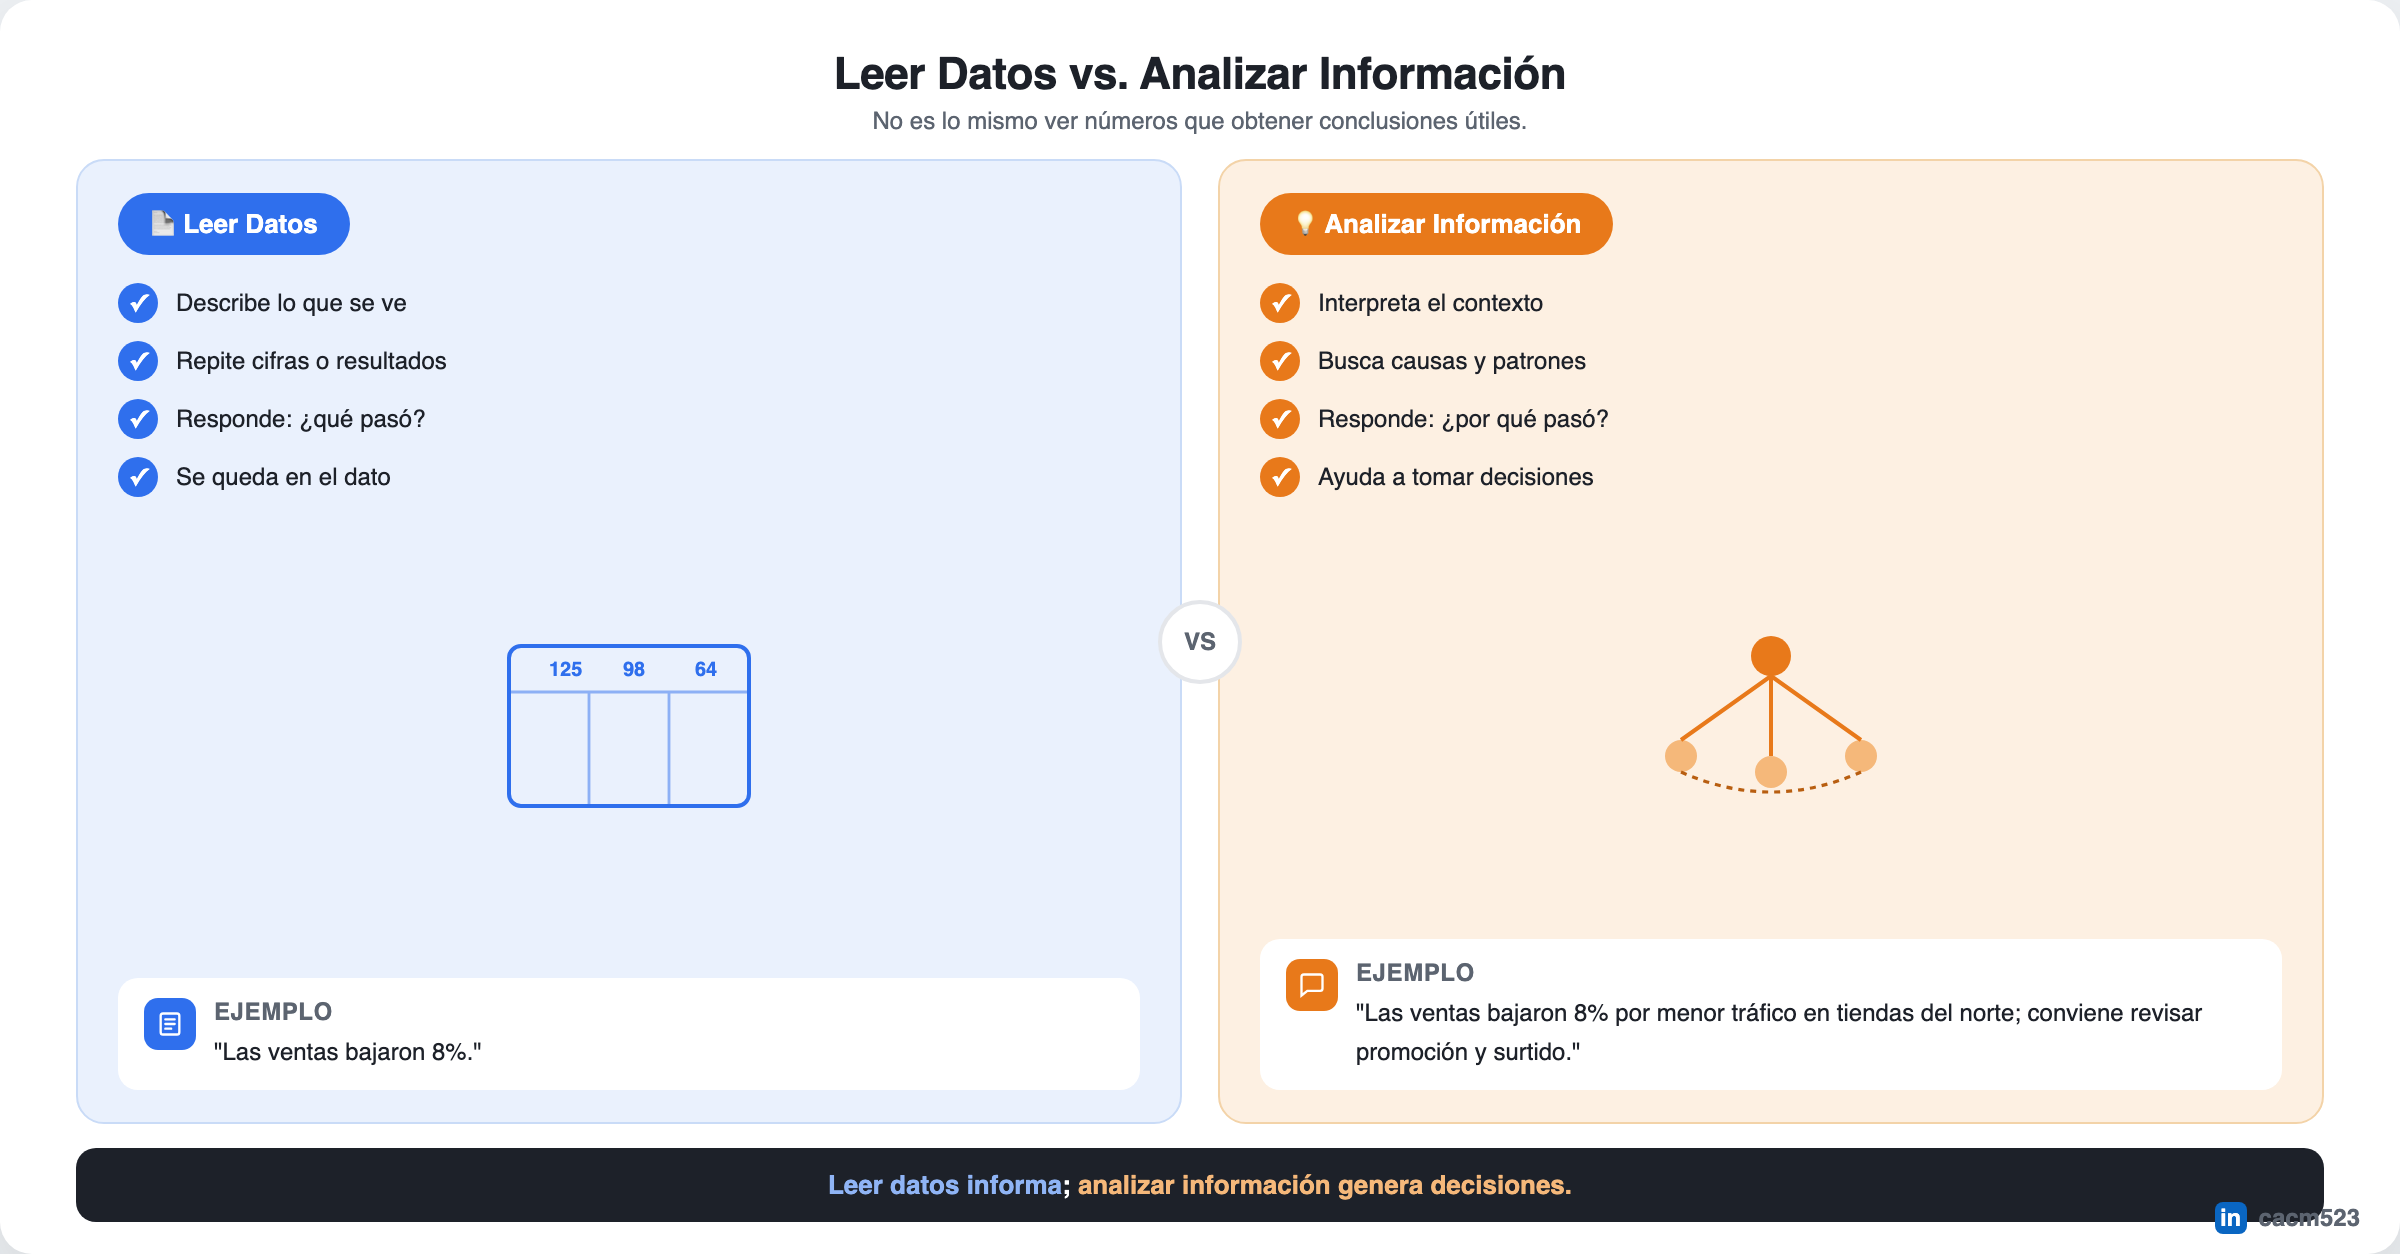 Leer Datos vs. Analizar Información
No es lo mismo ver números que obtener conclusiones útiles.
Leer Datos
Describe lo que se ve
Repite cifras o resultados
Responde: ¿qué pasó?
Se queda en el dato
125 98 64
EJEMPLO
"Las ventas bajaron 8%."
VS
Analizar Información
Interpreta el contexto
Busca causas y patrones
Responde: ¿por qué pasó?
Ayuda a tomar decisiones
EJEMPLO
"Las ventas bajaron 8% por menor tráfico en tiendas del norte; conviene revisar
promoción y surtido."
Leer datos informa; analizar información genera decisiones.
in cacm523